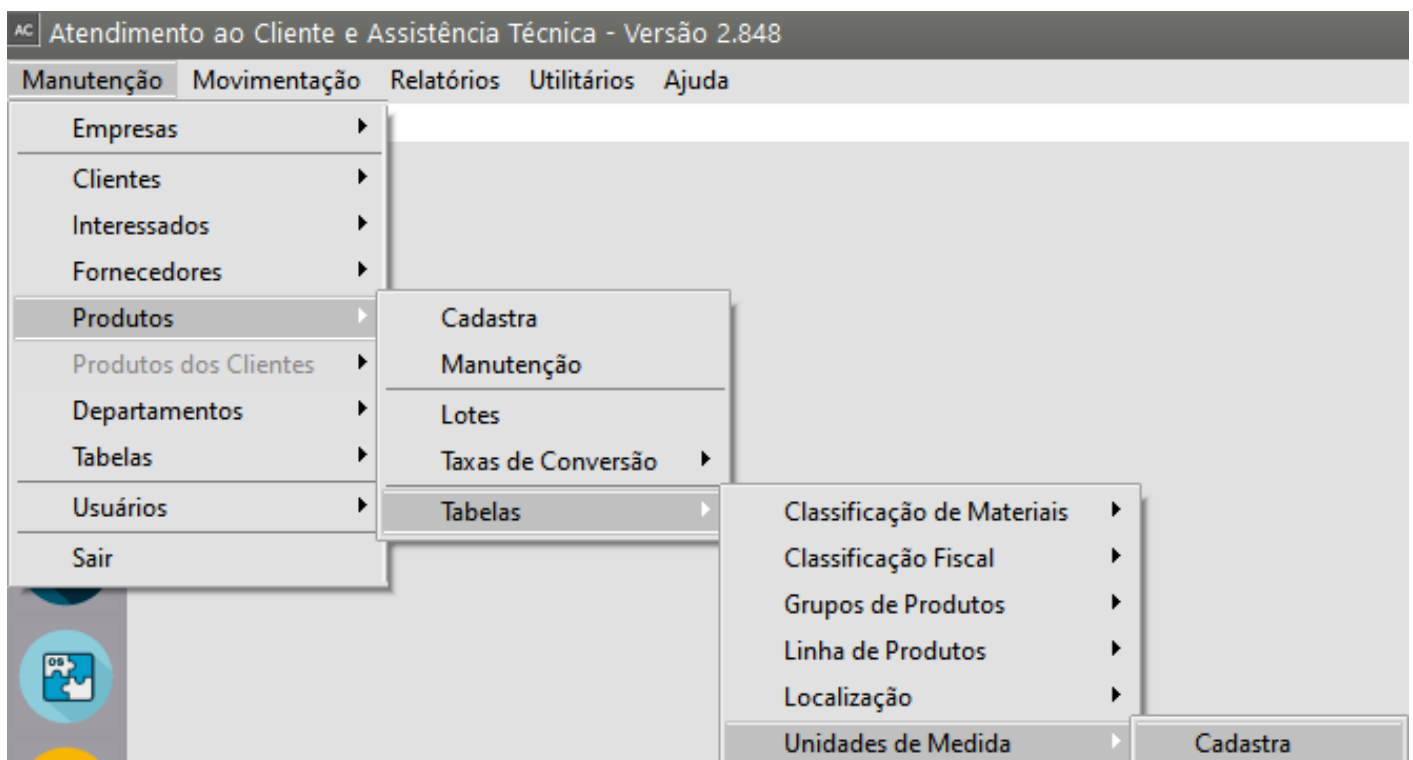 AC Atendimento ao Cliente e Assistência Técnica - Versão 2.848
Manutenção Movimentação Relatórios Utilitários Ajuda
Empresas
Clientes
Interessados
Fornecedores
Produtos
Produtos dos Clientes
Departamentos
Tabelas
Usuários
Sair
Cadastra
Manutenção
Lotes
Taxas de Conversão
Tabelas
Classificação de Materiais
Classificação Fiscal
Grupos de Produtos
Linha de Produtos
Localização
Unidades de Medida
Cadastra
OS